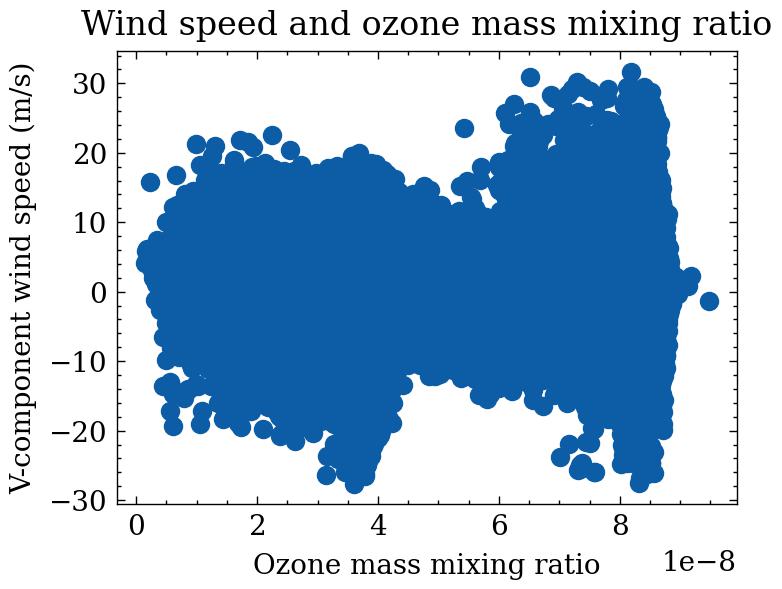 Wind speed and ozone mass mixing ratio
V-component wind speed (m/s)
30
20
10
0
−10
−20
−30
0 2 4 6 8
Ozone mass mixing ratio
1e−8